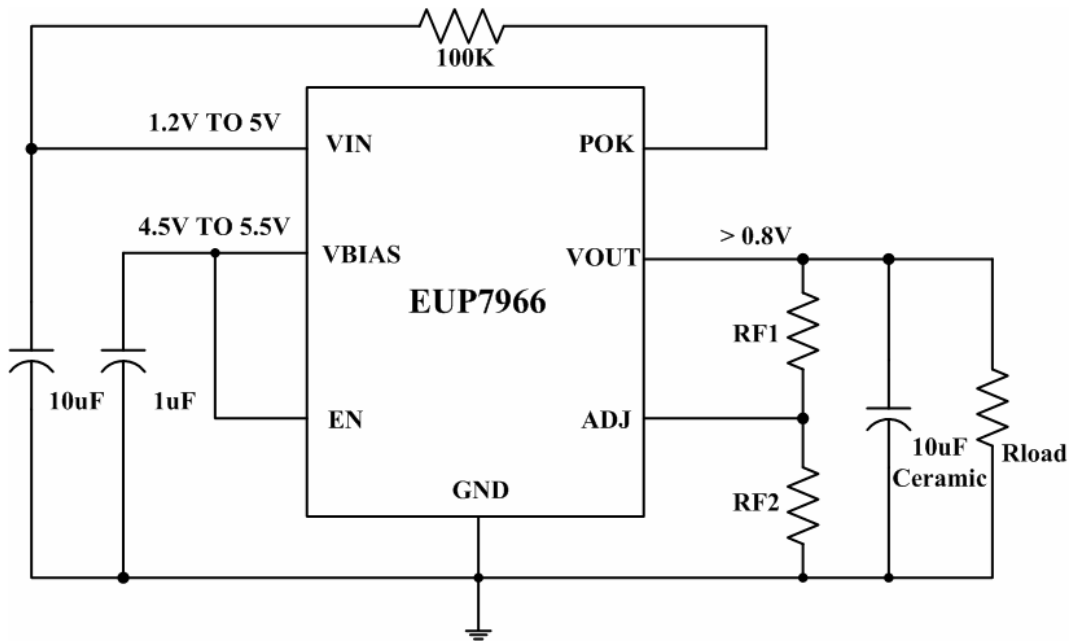 100K
1.2V TO 5V
VIN
POK
4.5V TO 5.5V
> 0.8V
VBIAS
VOUT
EUP7966
RF1
10uF
1uF
EN
ADJ
10uF
Ceramic
Rload
GND
RF2